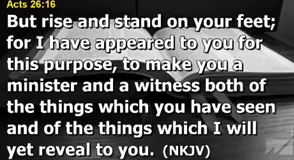 Acts 26:16
But rise and stand on your feet;
for I have appeared to you for
this purpose, to make you a
minister and a witness both of
the things which you have seen
and of the things which I will
yet reveal to you. (NKJV)